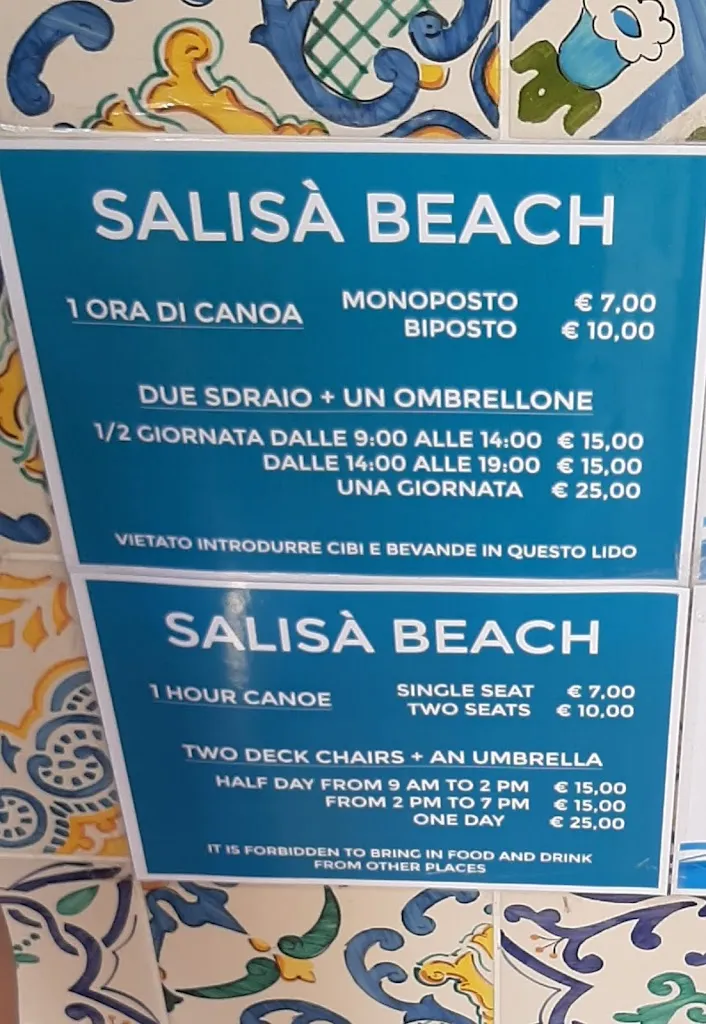 SALISÀ BEACH
1 ORA DI CANOA MONOPOSTO € 7,00
BIPOSTO € 10,00
DUE SDRAIO + UN OMBRELLONE
1/2 GIORNATA DALLE 9:00 ALLE 14:00 € 15,00
DALLE 14:00 ALLE 19:00 € 15,00
UNA GIORNATA € 25,00
VIETATO INTRODURRE CIBI E BEVANDE IN QUESTO LIDO
SALISÀ BEACH
1 HOUR CANOE SINGLE SEAT € 7,00
TWO SEATS € 10,00
TWO DECK CHAIRS + AN UMBRELLA
HALF DAY FROM 9 AM TO 2 PM € 15,00
FROM 2 PM TO 7 PM € 15,00
ONE DAY € 25,00
IT IS FORBIDDEN TO BRING IN FOOD AND DRINK
FROM OTHER PLACES